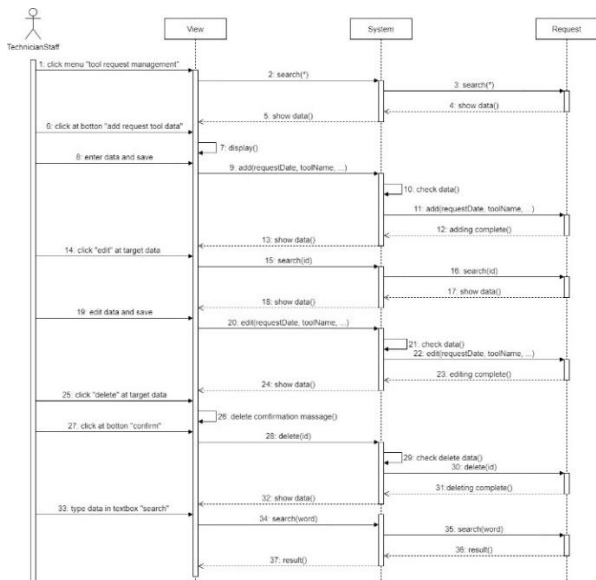 View
System
Request
TechnicianStaff
1: click menu "tool request management"
2: search(*)
3: search(*)
4: show data()
5: show data()
6: click at botton "add request tool data"
7: display()
8: enter data and save
9: add(requestDate, toolName, ...)
10: check data()
11: add(requestDate, toolName, ...)
12: adding complete()
13: show data()
14: click "edit" at target data
15: search(id)
16: search(id)
17: show data()
18: show data()
19: edit data and save
20: edit(requestDate, toolName, ...)
21: check data()
22: edit(requestDate, toolName, ...)
23: editing complete()
24: show data()
25: click "delete" at target data
26: delete comfirmation massage()
27: click at botton "confirm"
28: delete(id)
29: check delete data()
30: delete(id)
31:deleting complete()
32: show data()
33: type data in textbox "search"
34: search(word)
35: search(word)
36: result()
37: result()